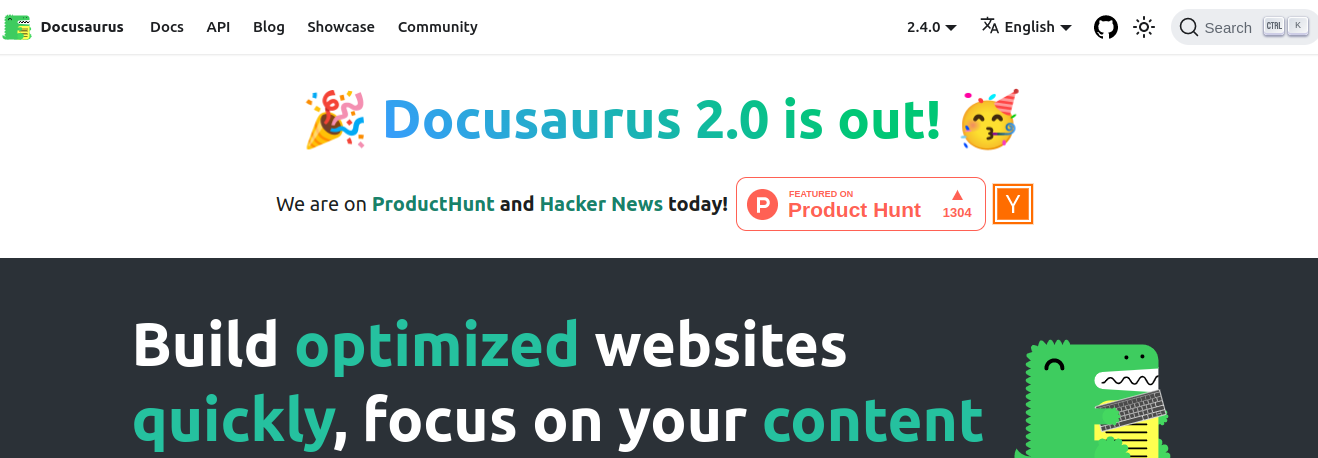 Docusaurus Docs API Blog Showcase Community 2.4.0 English Search CTRL K
🎉 Docusaurus 2.0 is out! 🥳
We are on ProductHunt and Hacker News today! P FEATURED ON Product Hunt ▲ 1304 Y
Build optimized websites
quickly, focus on your content